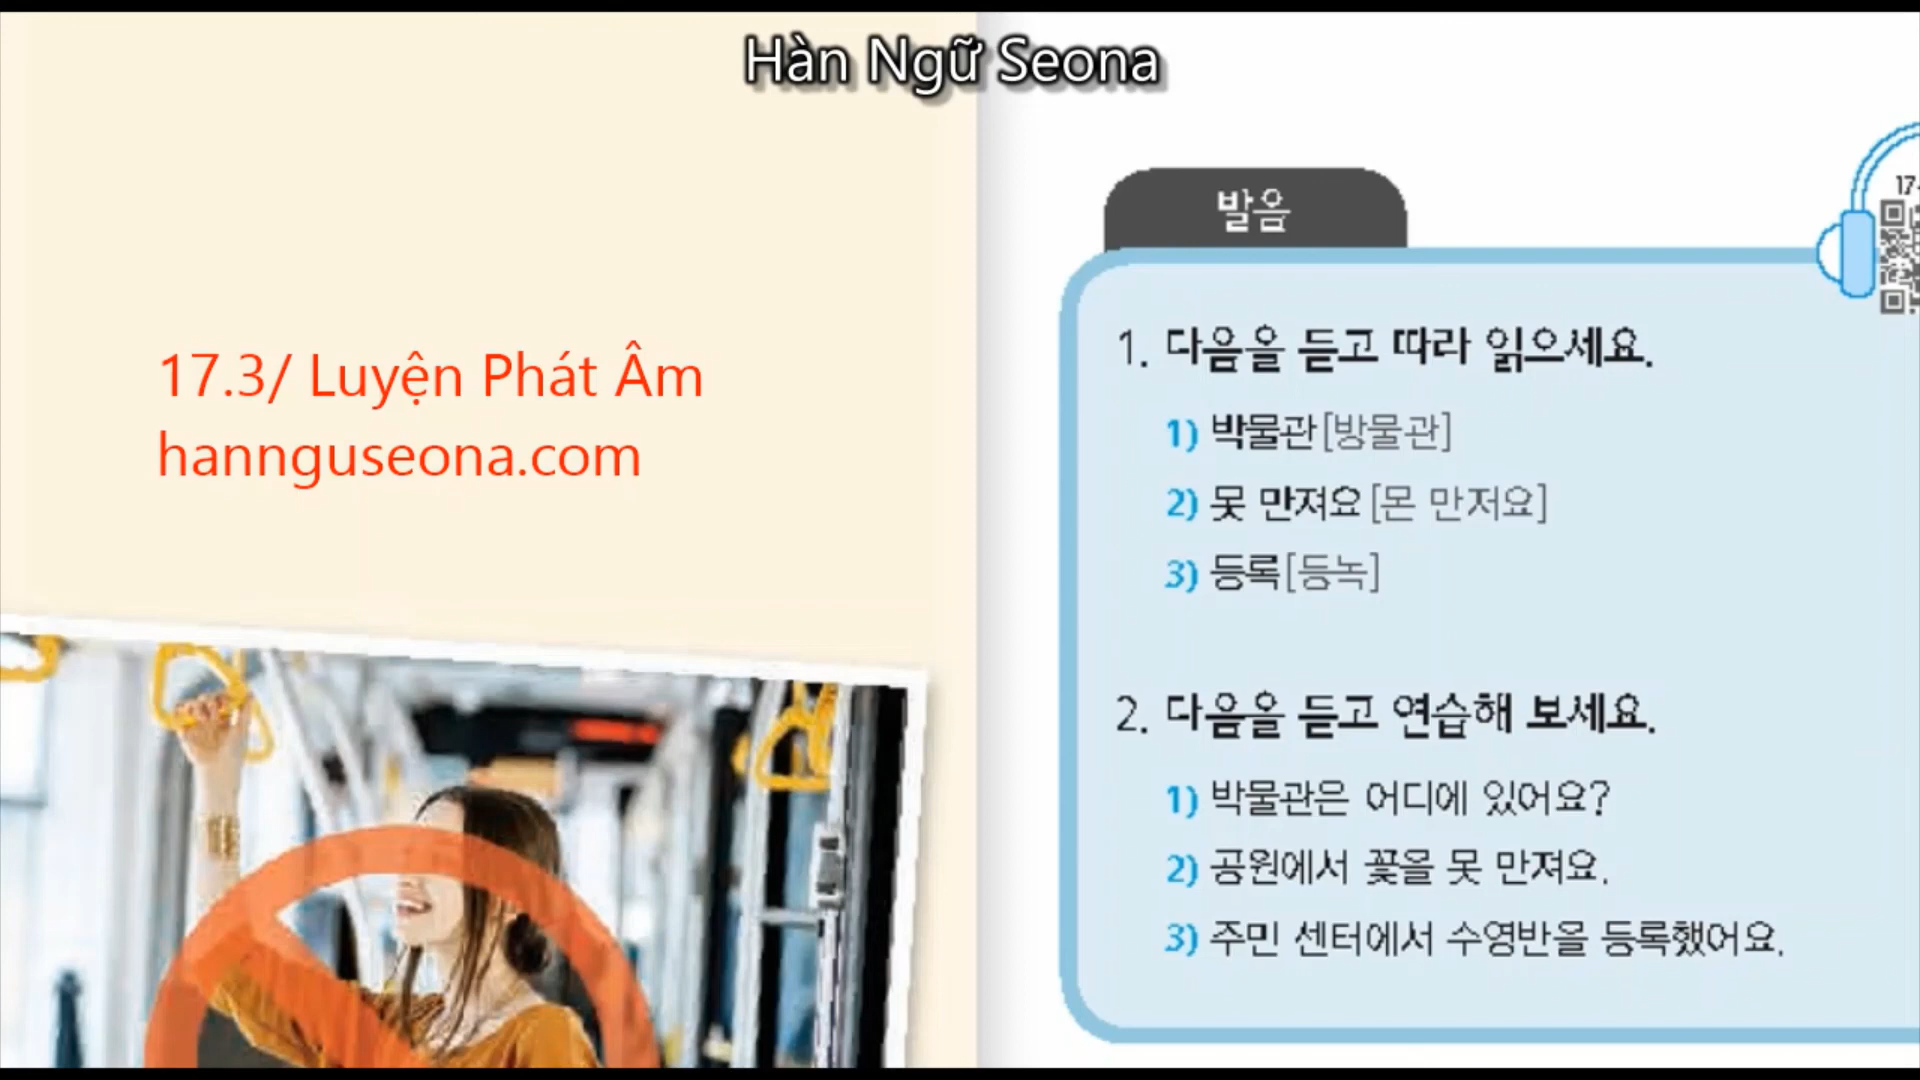 Hàn Ngữ Seona
17.3/ Luyện Phát Âm
hannguseona.com
발음
1. 다음을 듣고 따라 읽으세요.
1) 박물관[방물관]
2) 못 만져요[몬 만저요]
3) 등록[등녹]
2. 다음을 듣고 연습해 보세요.
1) 박물관은 어디에 있어요?
2) 공원에서 꽃을 못 만져요.
3) 주민 센터에서 수영반을 등록했어요.